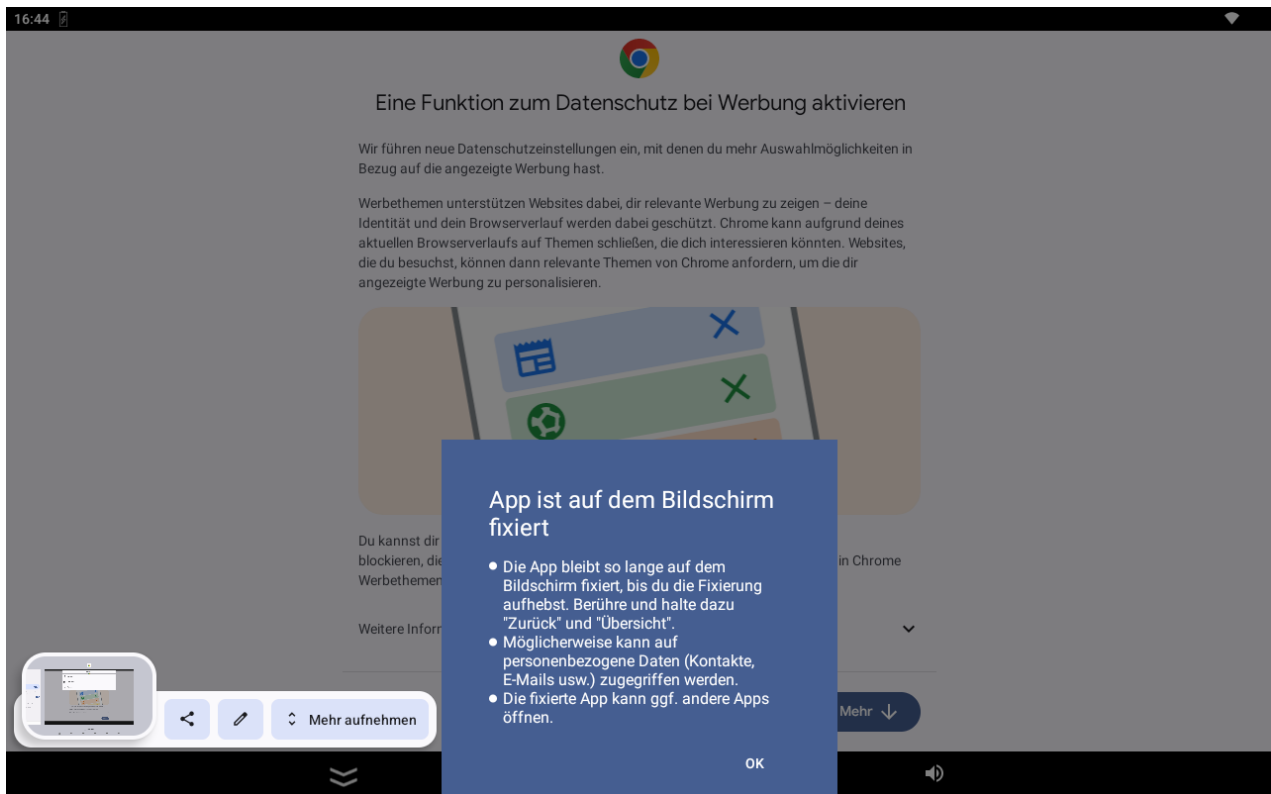 16:44
Eine Funktion zum Datenschutz bei Werbung aktivieren
Wir führen neue Datenschutzeinstellungen ein, mit denen du mehr Auswahlmöglichkeiten in
Bezug auf die angezeigte Werbung hast.
Werbethemen unterstützen Websites dabei, dir relevante Werbung zu zeigen – deine
Identität und dein Browserverlauf werden dabei geschützt. Chrome kann aufgrund deines
aktuellen Browserverlaufs auf Themen schließen, die dich interessieren könnten. Websites,
die du besuchst, können dann relevante Themen von Chrome anfordern, um die dir
angezeigte Werbung zu personalisieren.
Du kannst dir
blockieren, die in Chrome
Werbethemen
Weitere Inform
App ist auf dem Bildschirm
fixiert
Die App bleibt so lange auf dem
Bildschirm fixiert, bis du die Fixierung
aufhebst. Berühre und halte dazu
"Zurück" und "Übersicht".
Möglicherweise kann auf
personenbezogene Daten (Kontakte,
E-Mails usw.) zugegriffen werden.
Die fixierte App kann ggf. andere Apps
öffnen.
OK
Mehr aufnehmen
Mehr